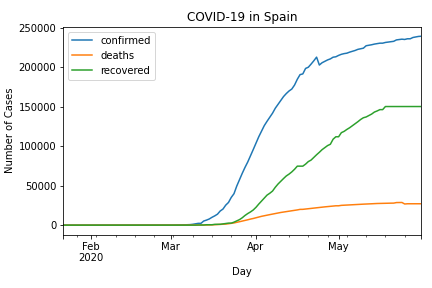 COVID-19 in Spain
confirmed
deaths
recovered
250000
200000
150000
100000
50000
0
Number of Cases
Feb
2020
Mar
Apr
May
Day